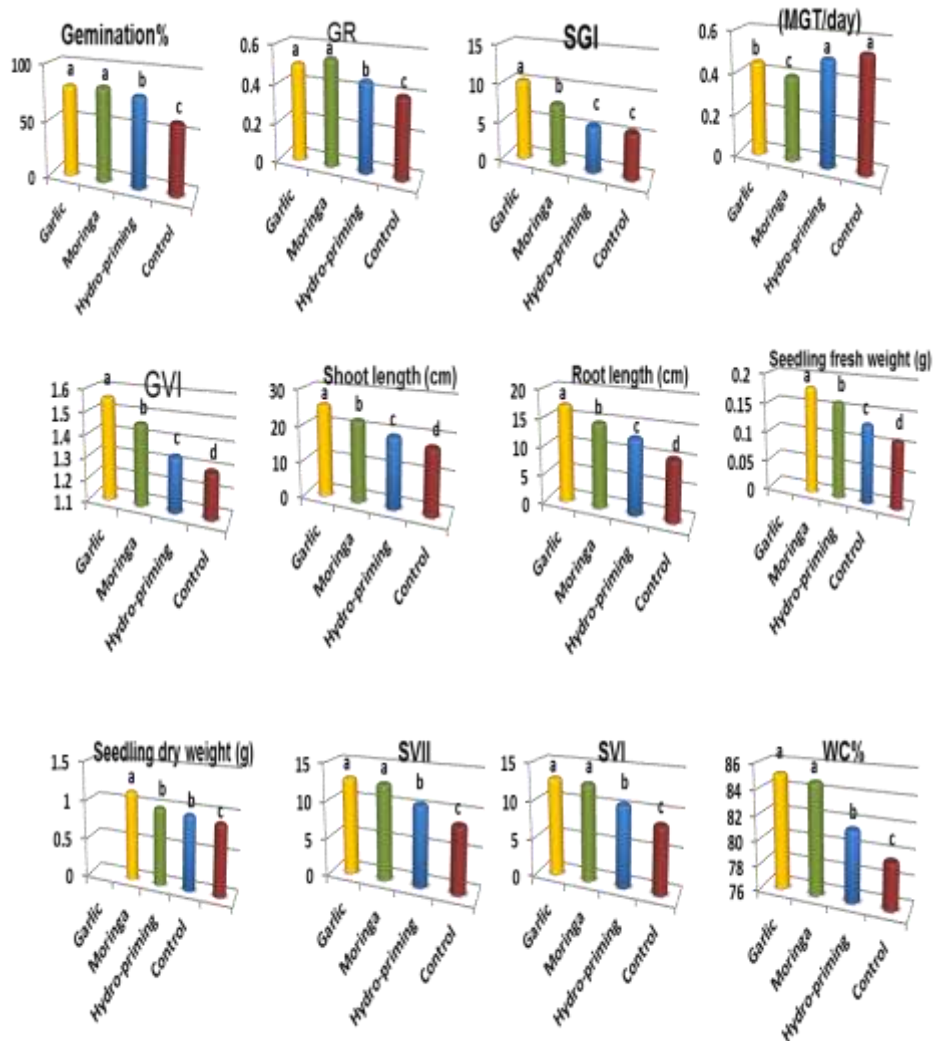 Gemination%
100
50
0
a
a
b
c
Garlic
Moringa
Hydro-priming
Control
GR
0.6
0.4
0.2
0
a
a
b
c
Garlic
Moringa
Hydro-priming
Control
SGI
15
10
5
0
a
b
c
c
Garlic
Moringa
Hydro-priming
Control
(MGT/day)
0.6
0.4
0.2
0
b
c
a
a
Garlic
Moringa
Hydro-priming
Control
GVI
1.6
1.5
1.4
1.3
1.2
1.1
a
b
c
d
Garlic
Moringa
Hydro-priming
Control
Shoot length (cm)
30
20
10
0
a
b
c
d
Garlic
Moringa
Hydro-priming
Control
Root length (cm)
20
15
10
5
0
a
b
c
d
Garlic
Moringa
Hydro-priming
Control
Seedling fresh weight (g)
0.2
0.15
0.1
0.05
0
a
b
c
d
Garlic
Moringa
Hydro-priming
Control
Seedling dry weight (g)
1.5
1
0.5
0
a
b
b
c
Garlic
Moringa
Hydro-priming
Control
SVII
15
10
5
0
a
a
b
c
Garlic
Moringa
Hydro-priming
Control
SVI
15
10
5
0
a
a
b
c
Garlic
Moringa
Hydro-priming
Control
WC%
86
84
82
80
78
76
a
a
b
c
Garlic
Moringa
Hydro-priming
Control